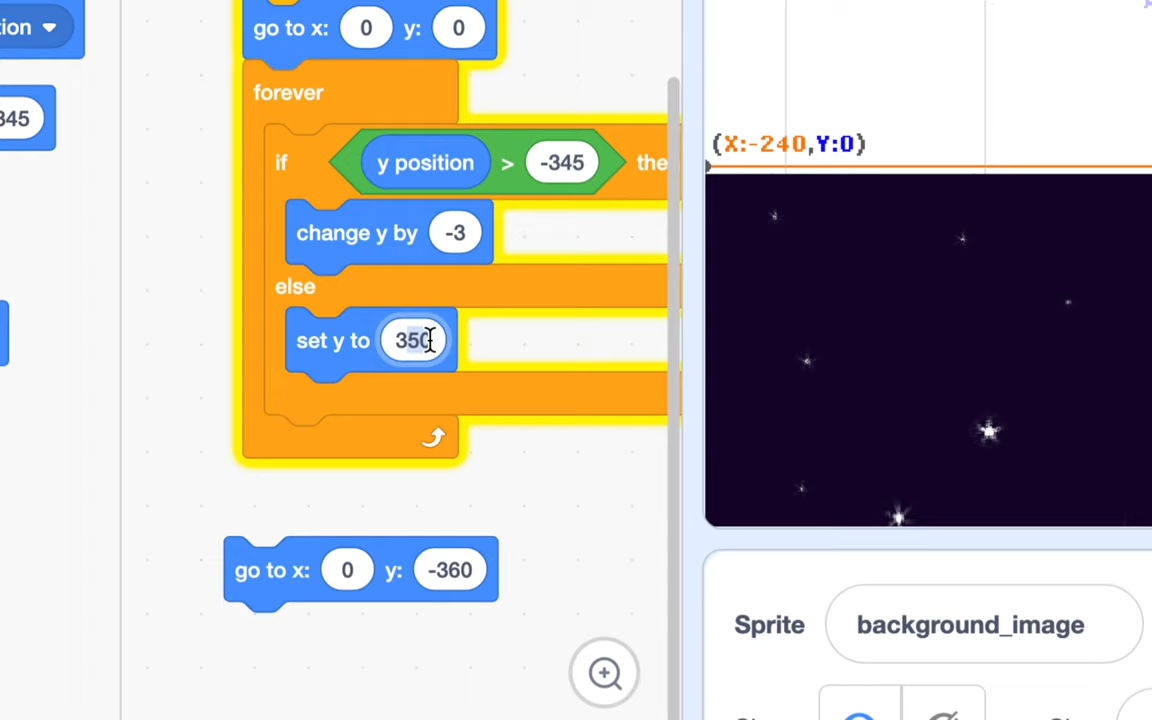 tion
go to x: 0 y: 0
forever
345
(X:-240,Y:0)
if y position > -345 the
change y by -3
else
set y to 350
go to x: 0 y: -360
Sprite background_image